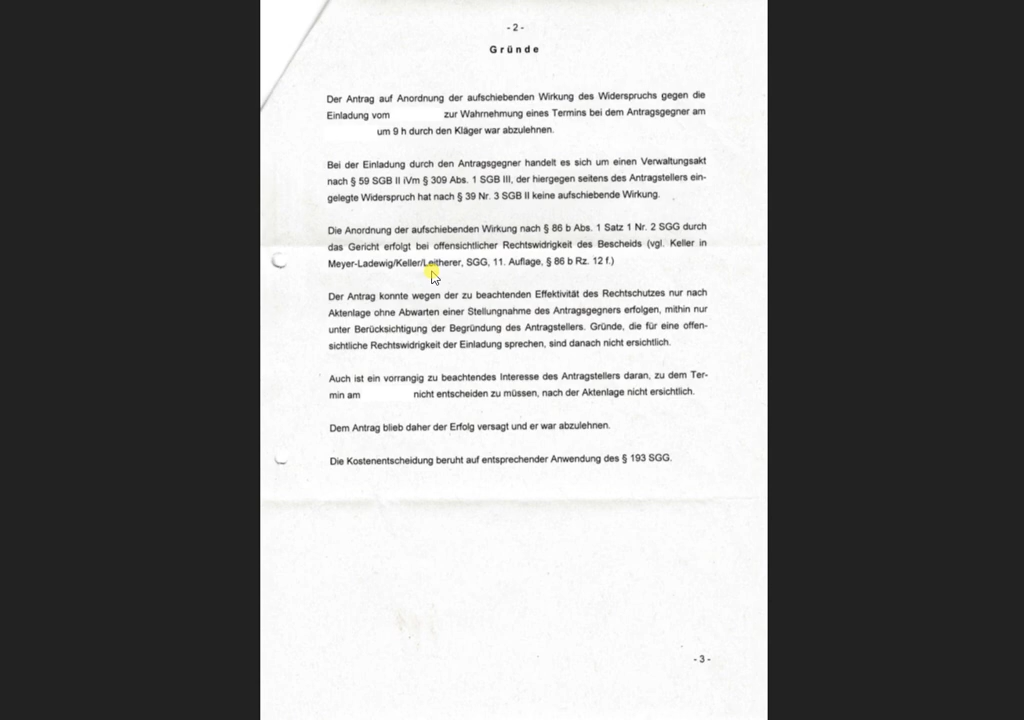 - 2 -
Gründe
Der Antrag auf Anordnung der aufschiebenden Wirkung des Widerspruchs gegen die
Einladung vom zur Wahrnehmung eines Termins bei dem Antragsgegner am
um 9 h durch den Kläger war abzulehnen.
Bei der Einladung durch den Antragsgegner handelt es sich um einen Verwaltungsakt
nach § 59 SGB II iVm § 309 Abs. 1 SGB III, der hiergegen seitens des Antragstellers ein-
gelegte Widerspruch hat nach § 39 Nr. 3 SGB II keine aufschiebende Wirkung.
Die Anordnung der aufschiebenden Wirkung nach § 86 b Abs. 1 Satz 1 Nr. 2 SGG durch
das Gericht erfolgt bei offensichtlicher Rechtswidrigkeit des Bescheids (vgl. Keller in
Meyer-Ladewig/Keller/Leitherer, SGG, 11. Auflage, § 86 b Rz. 12 f.)
Der Antrag konnte wegen der zu beachtenden Effektivität des Rechtschutzes nur nach
Aktenlage ohne Abwarten einer Stellungnahme des Antragsgegners erfolgen, mithin nur
unter Berücksichtigung der Begründung des Antragstellers. Gründe, die für eine offen-
sichtliche Rechtswidrigkeit der Einladung sprechen, sind danach nicht ersichtlich.
Auch ist ein vorrangig zu beachtendes Interesse des Antragstellers daran, zu dem Ter-
min am nicht entscheiden zu müssen, nach der Aktenlage nicht ersichtlich.
Dem Antrag blieb daher der Erfolg versagt und er war abzulehnen.
Die Kostenentscheidung beruht auf entsprechender Anwendung des § 193 SGG.
- 3 -